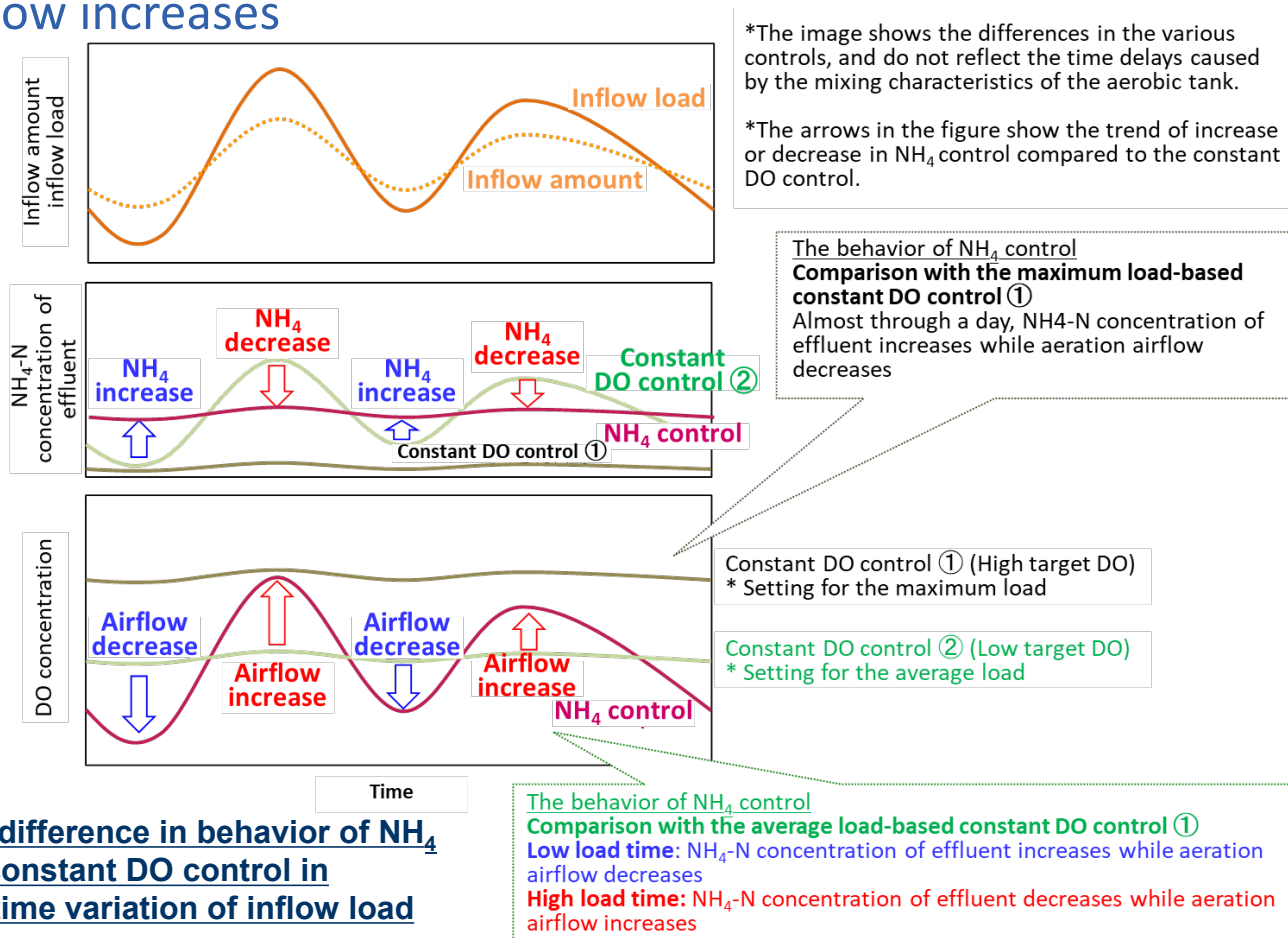 ow increases
*The image shows the differences in the various
controls, and do not reflect the time delays caused
by the mixing characteristics of the aerobic tank.
*The arrows in the figure show the trend of increase
or decrease in NH₄ control compared to the constant
DO control.
Inflow amount
inflow load
Inflow load
Inflow amount
The behavior of NH₄ control
Comparison with the maximum load-based
constant DO control ①
Almost through a day, NH4-N concentration of
effluent increases while aeration airflow
decreases
NH₄-N
concentration of
effluent
NH₄
increase
NH₄
decrease
NH₄
increase
NH₄
decrease
Constant
DO control ②
NH₄ control
Constant DO control ①
DO concentration
Airflow
decrease
Airflow
increase
Airflow
decrease
Airflow
increase
NH₄ control
Constant DO control ① (High target DO)
* Setting for the maximum load
Constant DO control ② (Low target DO)
* Setting for the average load
Time
The behavior of NH₄ control
Comparison with the average load-based constant DO control ①
Low load time: NH₄-N concentration of effluent increases while aeration
airflow decreases
High load time: NH₄-N concentration of effluent decreases while aeration
airflow increases
difference in behavior of NH₄
constant DO control in
time variation of inflow load